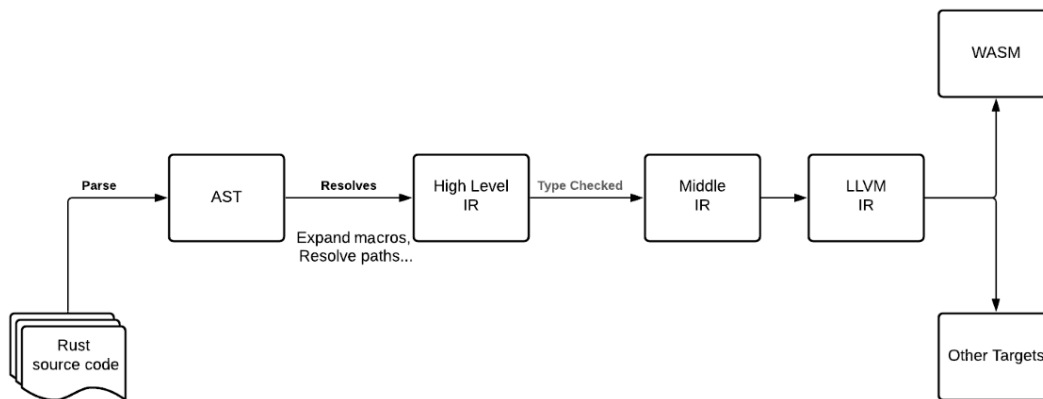 WASM
Parse
AST
Resolves
High Level
IR
Type Checked
Middle
IR
LLVM
IR
Expand macros,
Resolve paths...
Rust
source code
Other Targets